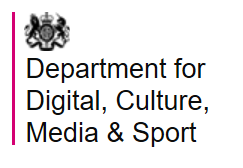 Department for
Digital, Culture,
Media & Sport